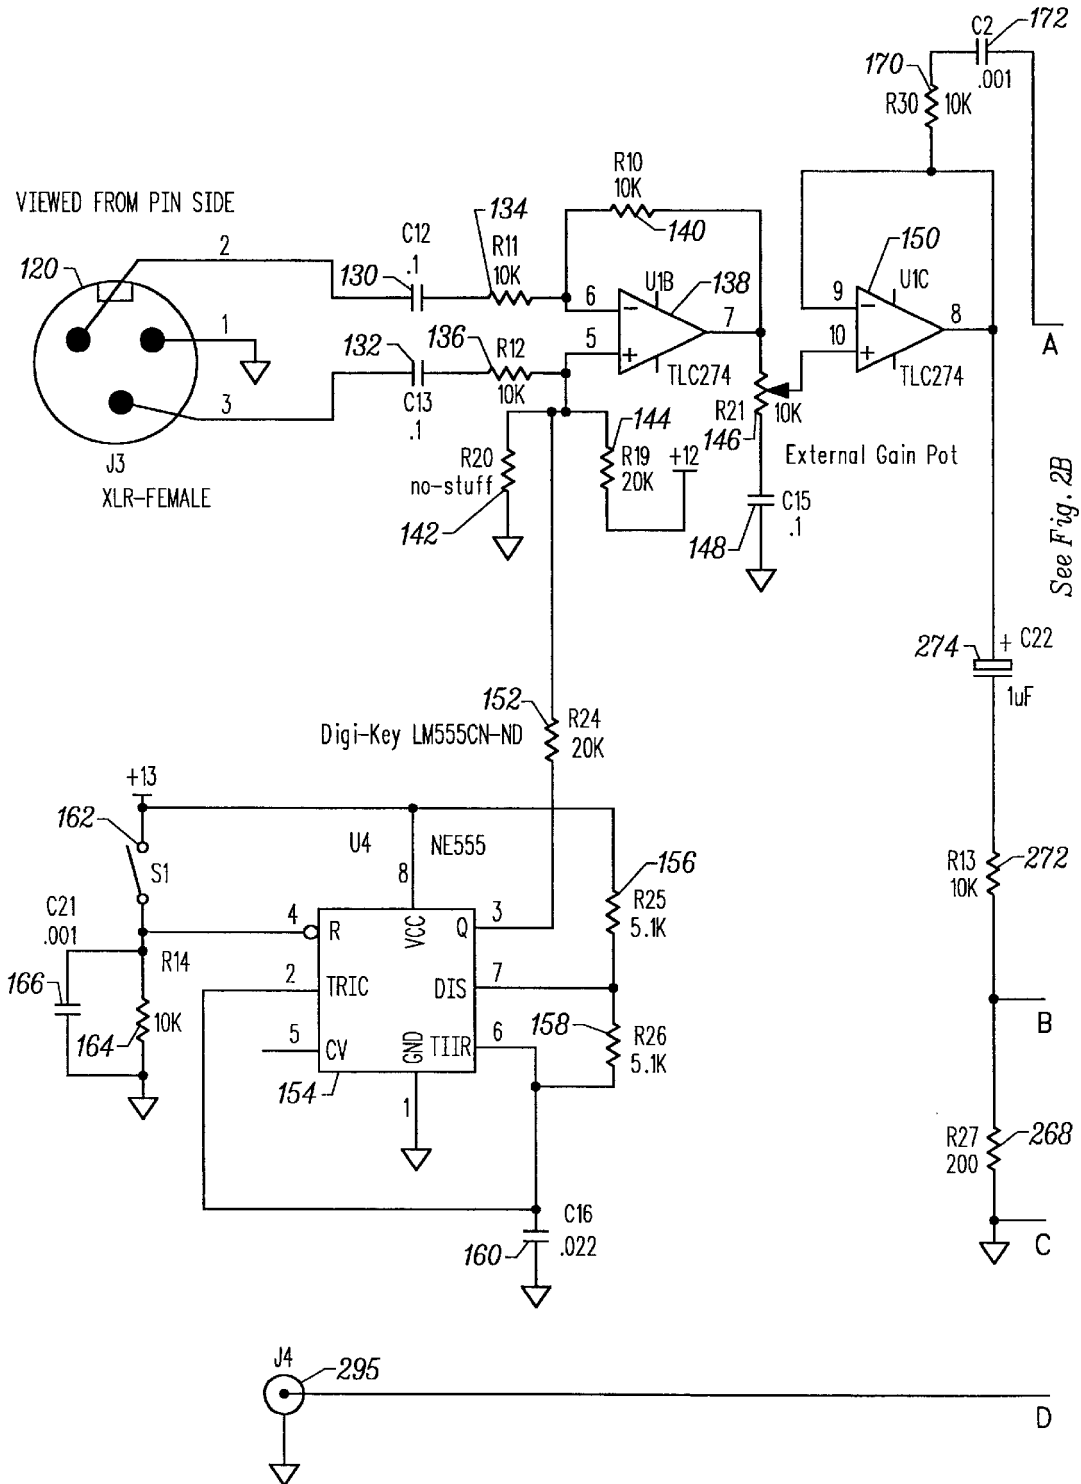 C2 172
170
.001
R30 10K
R10
10K
VIEWED FROM PIN SIDE
134
C12
.1
R11
10K
140
120
2
130
U1B
138
150
U1C
6
7
9
8
1
5
10
132
136
R12
10K
TLC274
TLC274
A
3
C13
.1
R21 10K
146
J3
XLR-FEMALE
144
R20
no-stuff
142
R19
20K
+12
External Gain Pot
C15
.1
148
See Fig. 2B
274
+ C22
1uF
152
R24
20K
Digi-Key LM555CN-ND
+13
162
S1
U4 NE555
8
156
R25
5.1K
R13
10K
272
C21
.001
4
R
VCC
Q
3
R14
166
2
TRIC
DIS
7
164
10K
5
CV
GND
TIIR
6
158
R26
5.1K
B
154
1
R27
200
268
C16
.022
160
C
J4
295
D